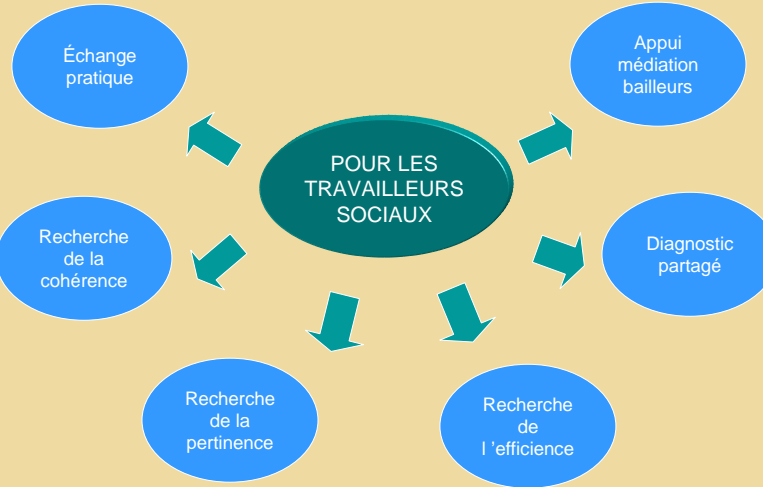 Échange
pratique
Appui
médiation
bailleurs
POUR LES
TRAVAILLEURS
SOCIAUX
Recherche
de la
cohérence
Diagnostic
partagé
Recherche
de la
pertinence
Recherche
de
l ’efficience